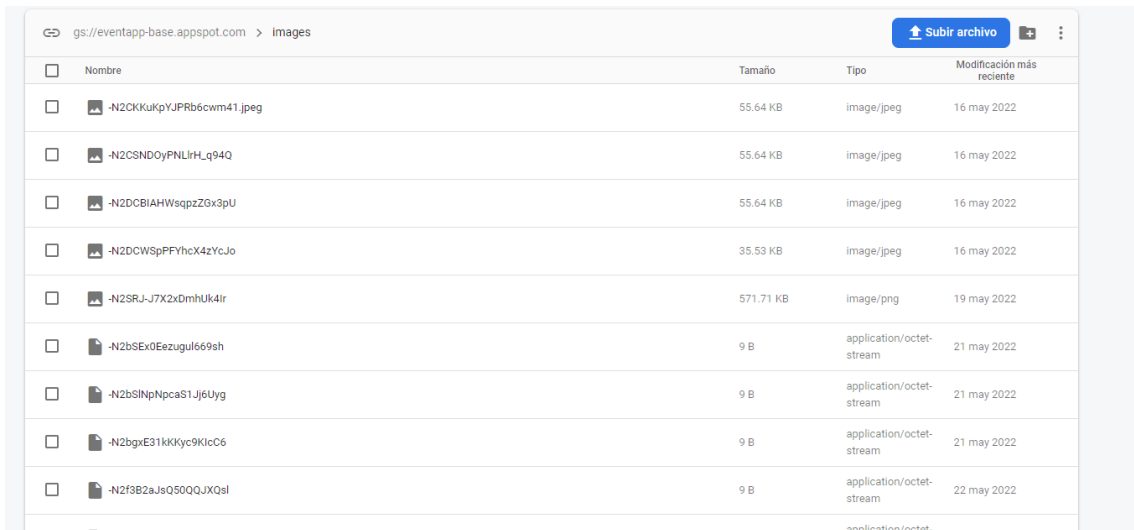 gs://eventapp-base.appspot.com > images
Subir archivo
Nombre Tamaño Tipo Modificación más reciente
-N2CKKuKpYJPRb6cwm41.jpeg 55.64 KB image/jpeg 16 may 2022
-N2CSNDOyPNLlrH_q94Q 55.64 KB image/jpeg 16 may 2022
-N2DCBIAHWsqpzZGx3pU 55.64 KB image/jpeg 16 may 2022
-N2DCWSpPFYhcX4zYcJo 35.53 KB image/jpeg 16 may 2022
-N2SRJ-J7X2xDmhUk4Ir 571.71 KB image/png 19 may 2022
-N2bSEx0Eezugul669sh 9 B application/octet-stream 21 may 2022
-N2bSlNpNpcaS1Jj6Uyg 9 B application/octet-stream 21 may 2022
-N2bgxE31kKKyc9KIcC6 9 B application/octet-stream 21 may 2022
-N2f3B2aJsQ50QQJXQsl 9 B application/octet-stream 22 may 2022
application/octet-